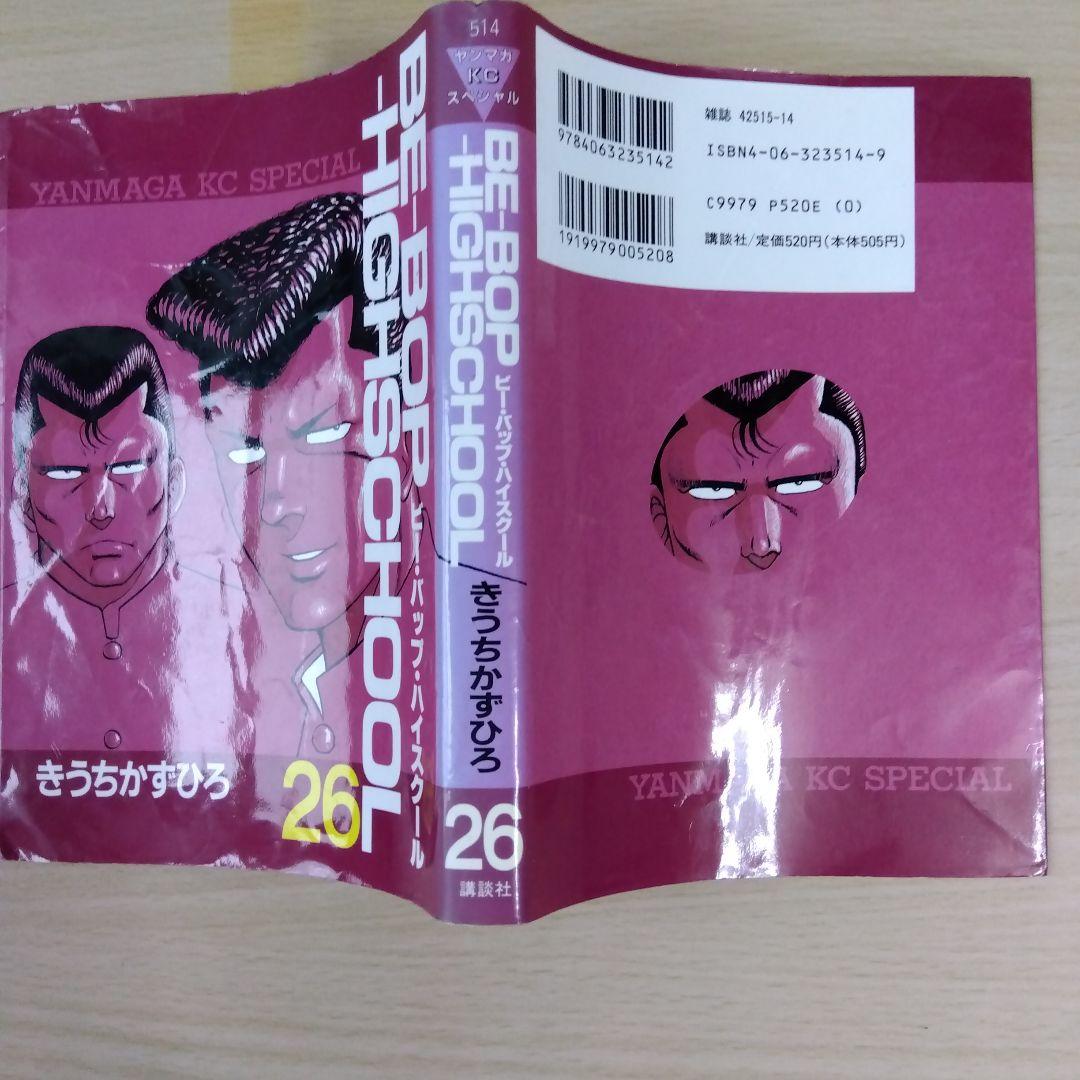 YANMAGA KC SPECIAL
BE-BOP
-HIGHSCHOOL
ビー・バップ・ハイスクール
きうちかずひろ
26
514
ヤンマガ
KC
スペシャル
BE-BOP
-HIGHSCHOOL
ビー・バップ・ハイスクール
きうちかずひろ
26
講談社
9784063235142
1919979005208
雑誌 42515-14
ISBN4-06-323514-9
C9979 P520E (0)
講談社/定価520円(本体505円)
YANMAGA KC SPECIAL